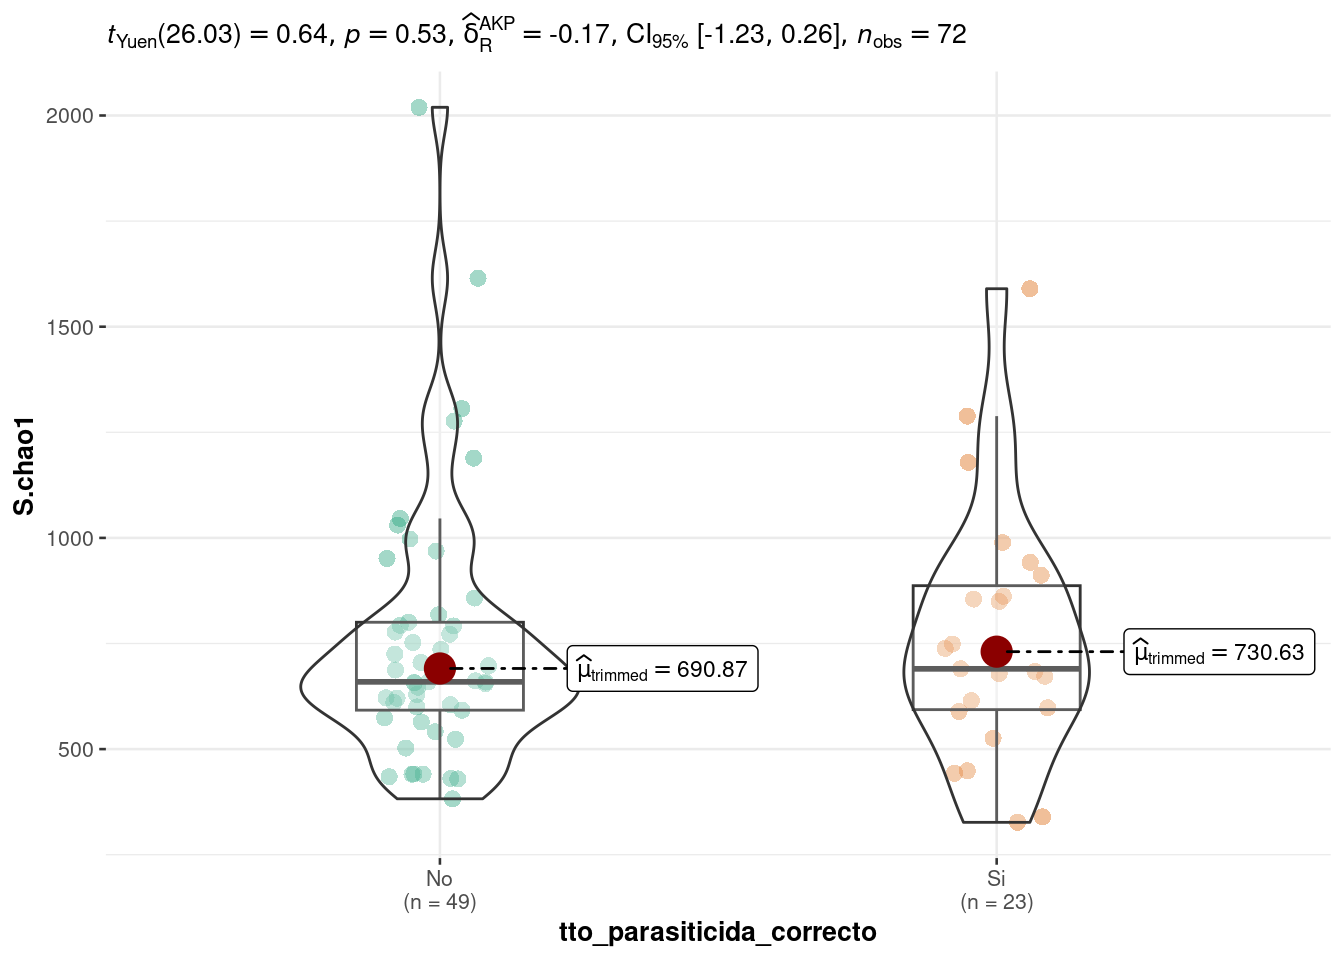 tYuen(26.03) = 0.64, p = 0.53, δ̂R AKP = -0.17, CI95% [-1.23, 0.26], nobs = 72
2000
1500
1000
500
S.chao1
μ̂trimmed = 690.87
μ̂trimmed = 730.63
No
(n = 49)
Si
(n = 23)
tto_parasiticida_correcto